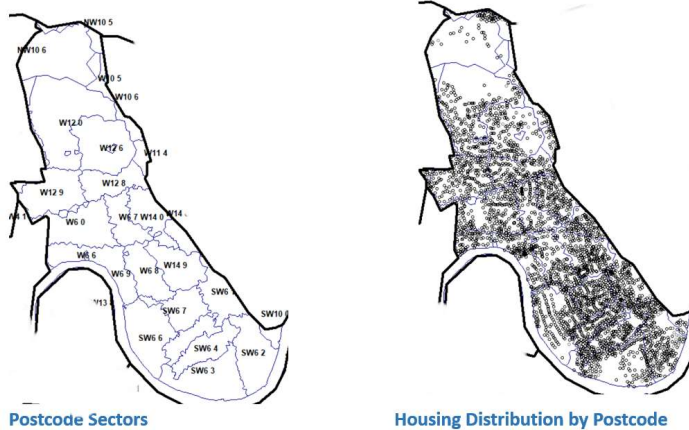 NW10 5
NW10 6
W10 5
W10 6
W12 0
W12 6
W11 4
W12 8
W12 9
W6 0
W6 7
W14 0
W14
W6 6
W6 9
W6 8
W14 9
SW6 7
SW10
SW6 6
SW6 4
SW6 2
SW6 3
Postcode Sectors
Housing Distribution by Postcode